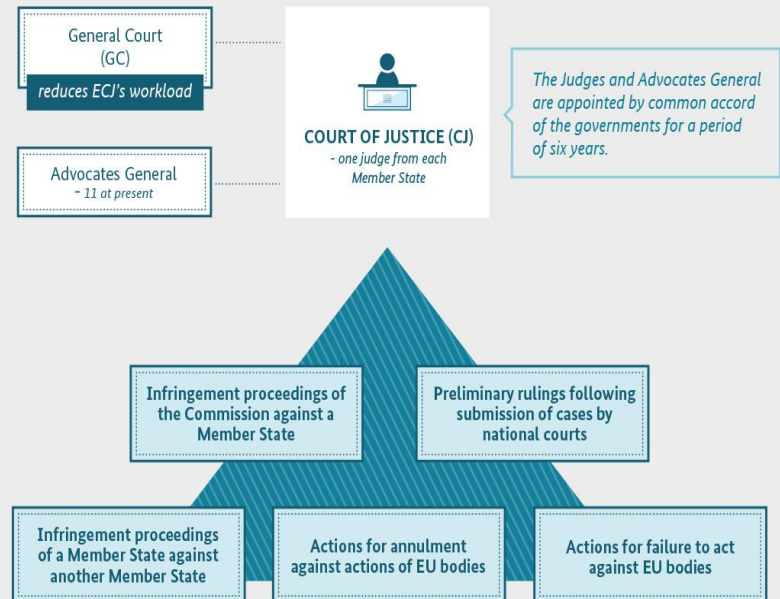 General Court
(GC)
reduces ECJ's workload
Advocates General
- 11 at present
COURT OF JUSTICE (CJ)
- one judge from each
Member State
The Judges and Advocates General
are appointed by common accord
of the governments for a period
of six years.
Infringement proceedings of
the Commission against a
Member State
Preliminary rulings following
submission of cases by
national courts
Infringement proceedings
of a Member State against
another Member State
Actions for annulment
against actions of EU bodies
Actions for failure to act
against EU bodies